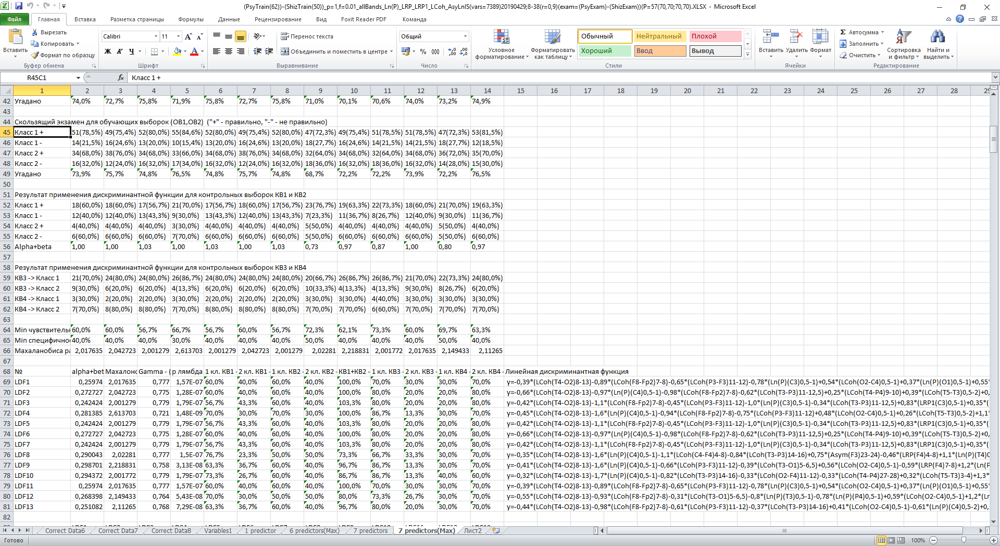 (PsyTrain(62))-(ShizTrain(50))_p=1,f=0.01_allBands_Ln(P)_LRP_LRP1_LCoh_AsyLnIS(vars=7389)20190429;8-38(r=0,9)(exam=(PsyExam)-(ShizExam))(P=57(70,70;70,70).XLSX - Microsoft Excel
Файл Главная Вставка Разметка страницы Формулы Данные Рецензирование Вид Foxit Reader PDF Команда
Вставить Вырезать Копировать Формат по образцу
Calibri 11 Ж К Ч
Перенос текста Объединить и поместить в центре
Общий % 000
Условное форматирование Форматировать как таблицу
Обычный Нейтральный Плохой
Хороший Ввод Вывод
Вставить Удалить Формат
Σ Автосумма Заполнить Очистить Сортировка и фильтр Найти и выделить
Буфер обмена Шрифт Выравнивание Число Стили Ячейки Редактирование
R45C1 fx Класс 1 +
1 2 3 4 5 6 7 8 9 10 11 12 13 14 15 16 17 18 19 20 21 22 23 24 25 26 27 28 29
42 Угадано 74,0% 72,7% 75,8% 71,9% 75,8% 72,7% 75,8% 71,0% 70,1% 70,6% 74,0% 73,2% 74,9%
43
44 Скользящий экзамен для обучающих выборок (ОВ1,ОВ2) ("+" - правильно, "-" - не правильно)
45 Класс 1 + 51(78,5%) 49(75,4%) 52(80,0%) 55(84,6%) 52(80,0%) 49(75,4%) 52(80,0%) 47(72,3%) 49(75,4%) 51(78,5%) 51(78,5%) 47(72,3%) 53(81,5%)
46 Класс 1 - 14(21,5%) 16(24,6%) 13(20,0%) 10(15,4%) 13(20,0%) 16(24,6%) 13(20,0%) 18(27,7%) 16(24,6%) 14(21,5%) 14(21,5%) 18(27,7%) 12(18,5%)
47 Класс 2 + 34(68,0%) 38(76,0%) 34(68,0%) 33(66,0%) 34(68,0%) 38(76,0%) 34(68,0%) 32(64,0%) 34(68,0%) 32(64,0%) 34(68,0%) 36(72,0%) 35(70,0%)
48 Класс 2 - 16(32,0%) 12(24,0%) 16(32,0%) 17(34,0%) 16(32,0%) 12(24,0%) 16(32,0%) 18(36,0%) 16(32,0%) 18(36,0%) 16(32,0%) 14(28,0%) 15(30,0%)
49 Угадано 73,9% 75,7% 74,8% 76,5% 74,8% 75,7% 74,8% 68,7% 72,2% 72,2% 73,9% 72,2% 76,5%
50
51 Результат применения дискриминантной функции для контрольных выборок КВ1 и КВ2
52 Класс 1 + 18(60,0%) 18(60,0%) 17(56,7%) 21(70,0%) 17(56,7%) 18(60,0%) 17(56,7%) 23(76,7%) 19(63,3%) 22(73,3%) 18(60,0%) 21(70,0%) 19(63,3%)
53 Класс 1 - 12(40,0%) 12(40,0%) 13(43,3%) 9(30,0%) 13(43,3%) 12(40,0%) 13(43,3%) 7(23,3%) 11(36,7%) 8(26,7%) 12(40,0%) 9(30,0%) 11(36,7%)
54 Класс 2 + 4(40,0%) 4(40,0%) 4(40,0%) 3(30,0%) 4(40,0%) 4(40,0%) 4(40,0%) 5(50,0%) 4(40,0%) 4(40,0%) 4(40,0%) 5(50,0%) 4(40,0%)
55 Класс 2 - 6(60,0%) 6(60,0%) 6(60,0%) 7(70,0%) 6(60,0%) 6(60,0%) 6(60,0%) 5(50,0%) 6(60,0%) 6(60,0%) 6(60,0%) 5(50,0%) 6(60,0%)
56 Alpha+beta 1,00 1,00 1,03 1,00 1,03 1,00 1,03 0,73 0,97 0,87 1,00 0,80 0,97
57
58 Результат применения дискриминантной функции для контрольных выборок КВ3 и КВ4
59 КВ3 -> Класс 1 21(70,0%) 24(80,0%) 24(80,0%) 26(86,7%) 24(80,0%) 24(80,0%) 24(80,0%) 20(66,7%) 26(86,7%) 26(86,7%) 21(70,0%) 22(73,3%) 24(80,0%)
60 КВ3 -> Класс 2 9(30,0%) 6(20,0%) 6(20,0%) 4(13,3%) 6(20,0%) 6(20,0%) 6(20,0%) 10(33,3%) 4(13,3%) 4(13,3%) 9(30,0%) 8(26,7%) 6(20,0%)
61 КВ4 -> Класс 1 3(30,0%) 2(20,0%) 2(20,0%) 3(30,0%) 2(20,0%) 2(20,0%) 2(20,0%) 3(30,0%) 3(30,0%) 4(40,0%) 3(30,0%) 3(30,0%) 3(30,0%)
62 КВ4 -> Класс 2 7(70,0%) 8(80,0%) 8(80,0%) 7(70,0%) 8(80,0%) 8(80,0%) 8(80,0%) 7(70,0%) 7(70,0%) 6(60,0%) 7(70,0%) 7(70,0%) 7(70,0%)
63
64 Min чувствитель 60,0% 60,0% 56,7% 66,7% 56,7% 60,0% 56,7% 72,3% 62,1% 73,3% 60,0% 69,7% 63,3%
65 Min специфично 40,0% 40,0% 40,0% 30,0% 40,0% 40,0% 40,0% 50,0% 40,0% 40,0% 40,0% 50,0% 40,0%
66 Махаланобиса ра 2,017635 2,042723 2,001279 2,613703 2,001279 2,042723 2,001279 2,02281 2,218831 2,001772 2,017635 2,149433 2,11265
67
68 № alpha+bet Махалоно Gamma - ( р лямбда 1 кл. КВ1 - 2 кл. КВ1 - 1 кл. КВ2 - 2 кл. КВ2 - КВ1+КВ2 - 1 кл. КВ3 - 2 кл. КВ3 - 1 кл. КВ4 - 2 кл. КВ4 - Линейная дискриминантная функция
69 LDF1 0,25974 2,017635 0,777 1,57E-07 60,0% 40,0% 60,0% 40,0% 100,0% 70,0% 30,0% 30,0% 70,0% y=-0,39*(LCoh(T4-O2)8-13)-0,89*(LCoh(F8-Fp2)7-8)-0,65*(LCoh(P3-F3)11-12)-0,78*(Ln(P)(C3)0,5-1)+0,54*(LCoh(O2-C4)0,5-1)+0,37*(Ln(P)(O1)0,5-1)+0,55*
70 LDF2 0,272727 2,042723 0,775 1,28E-07 60,0% 40,0% 60,0% 40,0% 100,0% 80,0% 20,0% 20,0% 80,0% y=-0,66*(LCoh(T4-O2)8-13)-0,97*(Ln(P)(C4)0,5-1)-0,98*(LCoh(F8-Fp2)7-8)-0,62*(LCoh(T3-P3)11-12,5)+0,25*(LCoh(T4-P4)9-10)+0,39*(LCoh(T5-T3)0,5-2)+0,
71 LDF3 0,242424 2,001279 0,779 1,79E-07 56,7% 43,3% 60,0% 40,0% 103,3% 80,0% 20,0% 20,0% 80,0% y=-0,42*(LCoh(T4-O2)8-13)-1,1*(LCoh(F8-Fp2)7-8)-0,45*(LCoh(P3-F3)11-12)-1,0*(Ln(P)(C3)0,5-1)-0,34*(LCoh(T3-P3)11-12,5)+0,83*(LRP1(C3)0,5-1)+0,35*(
72 LDF4 0,281385 2,613703 0,721 1,48E-09 70,0% 30,0% 70,0% 30,0% 100,0% 86,7% 13,3% 30,0% 70,0% y=-0,45*(LCoh(T4-O2)8-13)-1,6*(Ln(P)(C4)0,5-1)-0,94*(LCoh(F8-Fp2)7-8)-0,75*(LCoh(P3-F3)11-12)+0,48*(LCoh(O2-C4)0,5-1)+0,26*(LCoh(T5-T3)0,5-2)+1,1*
73 LDF5 0,242424 2,001279 0,779 1,79E-07 56,7% 43,3% 60,0% 40,0% 103,3% 80,0% 20,0% 20,0% 80,0% y=-0,42*(LCoh(T4-O2)8-13)-1,1*(LCoh(F8-Fp2)7-8)-0,45*(LCoh(P3-F3)11-12)-1,0*(Ln(P)(C3)0,5-1)-0,34*(LCoh(T3-P3)11-12,5)+0,83*(LRP1(C3)0,5-1)+0,35*(
74 LDF6 0,272727 2,042723 0,775 1,28E-07 60,0% 40,0% 60,0% 40,0% 100,0% 80,0% 20,0% 20,0% 80,0% y=-0,66*(LCoh(T4-O2)8-13)-0,97*(Ln(P)(C4)0,5-1)-0,98*(LCoh(F8-Fp2)7-8)-0,62*(LCoh(T3-P3)11-12,5)+0,25*(LCoh(T4-P4)9-10)+0,39*(LCoh(T5-T3)0,5-2)+0,
75 LDF7 0,242424 2,001279 0,779 1,79E-07 56,7% 43,3% 60,0% 40,0% 103,3% 80,0% 20,0% 20,0% 80,0% y=-0,42*(LCoh(T4-O2)8-13)-1,1*(LCoh(F8-Fp2)7-8)-0,45*(LCoh(P3-F3)11-12)-1,0*(Ln(P)(C3)0,5-1)-0,34*(LCoh(T3-P3)11-12,5)+0,83*(LRP1(C3)0,5-1)+0,35*(
76 LDF8 0,290043 2,02281 0,777 1,5E-07 76,7% 23,3% 50,0% 50,0% 73,3% 66,7% 33,3% 30,0% 70,0% y=-0,35*(LCoh(T4-O2)8-13)-1,6*(Ln(P)(C4)0,5-1)-1,1*(LCoh(C4-F4)4-8)-0,84*(LCoh(T3-P3)14-16)+0,75*(Asym(F3)23-24)-0,46*(LRP(F4)4-8)+1,1*(Ln(P)(T4)0
77 LDF9 0,298701 2,218831 0,758 3,13E-08 63,3% 36,7% 60,0% 40,0% 96,7% 86,7% 13,3% 30,0% 70,0% y=-0,41*(LCoh(T4-O2)8-13)-1,6*(Ln(P)(C4)0,5-1)-0,66*(LCoh(P3-F3)11-12)-0,39*(LCoh(T3-O1)5-6,5)+0,56*(LCoh(O2-C4)0,5-1)-0,59*(LRP(F4)7-8)+1,2*(Ln(P
78 LDF10 0,294372 2,001772 0,779 1,79E-07 73,3% 26,7% 60,0% 40,0% 86,7% 86,7% 13,3% 40,0% 60,0% y=-0,32*(LCoh(T4-O2)8-13)-1,7*(Ln(P)(C4)0,5-1)-0,82*(LCoh(T3-P3)14-16)-0,33*(LCoh(O2-F4)11-12)-0,33*(LCoh(T4-P4)27-28)+0,32*(LCoh(T5-T3)3-4)+1,3*
79 LDF11 0,25974 2,017635 0,777 1,57E-07 60,0% 40,0% 60,0% 40,0% 100,0% 70,0% 30,0% 30,0% 70,0% y=-0,39*(LCoh(T4-O2)8-13)-0,89*(LCoh(F8-Fp2)7-8)-0,65*(LCoh(P3-F3)11-12)-0,78*(Ln(P)(C3)0,5-1)+0,54*(LCoh(O2-C4)0,5-1)+0,37*(Ln(P)(O1)0,5-1)+0,55*
80 LDF12 0,268398 2,149433 0,764 5,43E-08 70,0% 30,0% 50,0% 50,0% 80,0% 73,3% 26,7% 30,0% 70,0% y=-0,55*(LCoh(T4-O2)8-13)-0,93*(LCoh(F8-Fp2)7-8)-0,31*(LCoh(T3-O1)5-6,5)-0,8*(Ln(P)(T3)0,5-1)-0,78*(Ln(P)(P4)0,5-1)+0,59*(LCoh(O2-C4)0,5-1)+1,2*(Ln
81 LDF13 0,251082 2,11265 0,768 7,29E-08 63,3% 36,7% 60,0% 40,0% 96,7% 80,0% 20,0% 30,0% 70,0% y=-0,44*(LCoh(T4-O2)8-13)-0,98*(LCoh(F8-Fp2)7-8)-0,61*(LCoh(P3-F3)11-12)-0,37*(LCoh(T3-P3)14-16)+0,41*(LCoh(O2-C4)0,5-1)-0,61*(Ln(P)(C4)0,5-2)+0,
82
Correct Data6 Correct Data7 Correct Data8 Variables1 1 predictor 6 predictors(Max) 7 predictors 7 predictors(Max) Лист2
Готово 100%